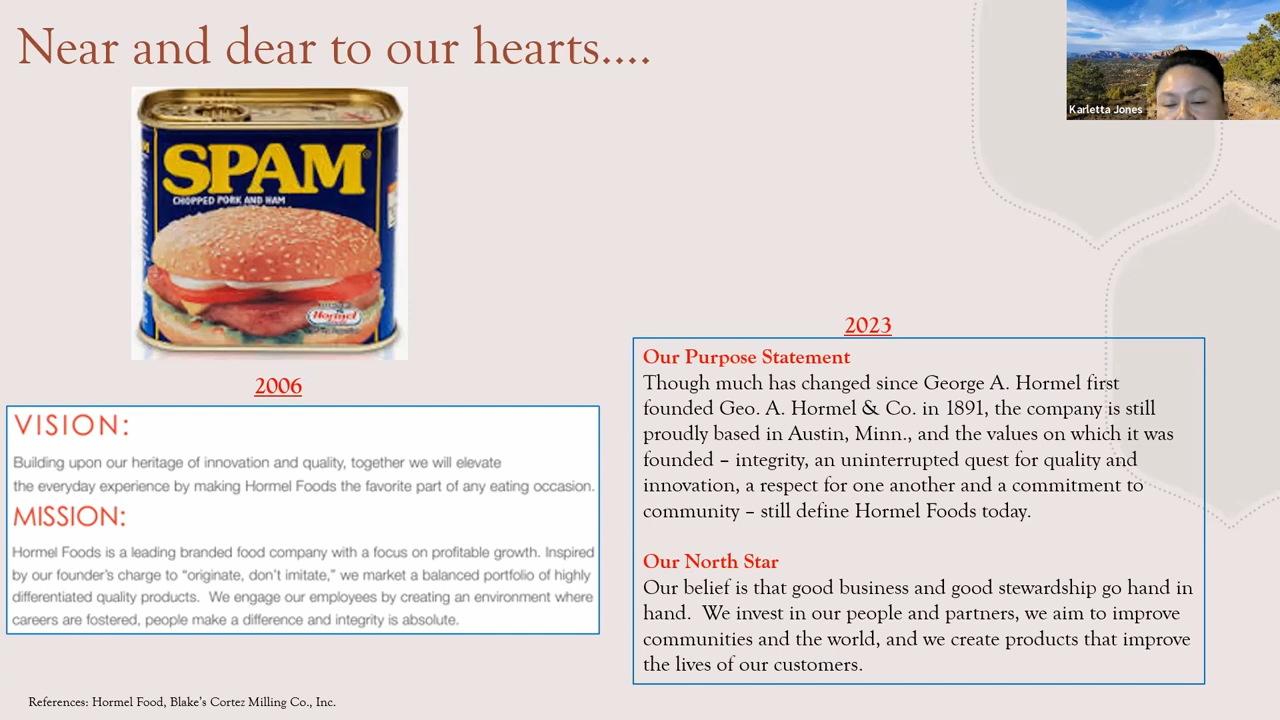 Near and dear to our hearts....
Karletta Jones
SPAM®
CHOPPED PORK AND HAM
Hormel
2006
VISION:
Building upon our heritage of innovation and quality, together we will elevate
the everyday experience by making Hormel Foods the favorite part of any eating occasion.
MISSION:
Hormel Foods is a leading branded food company with a focus on profitable growth. Inspired
by our founder's charge to “originate, don't imitate,” we market a balanced portfolio of highly
differentiated quality products. We engage our employees by creating an environment where
careers are fostered, people make a difference and integrity is absolute.
2023
Our Purpose Statement
Though much has changed since George A. Hormel first
founded Geo. A. Hormel & Co. in 1891, the company is still
proudly based in Austin, Minn., and the values on which it was
founded – integrity, an uninterrupted quest for quality and
innovation, a respect for one another and a commitment to
community – still define Hormel Foods today.
Our North Star
Our belief is that good business and good stewardship go hand in
hand. We invest in our people and partners, we aim to improve
communities and the world, and we create products that improve
the lives of our customers.
References: Hormel Food, Blake's Cortez Milling Co., Inc.